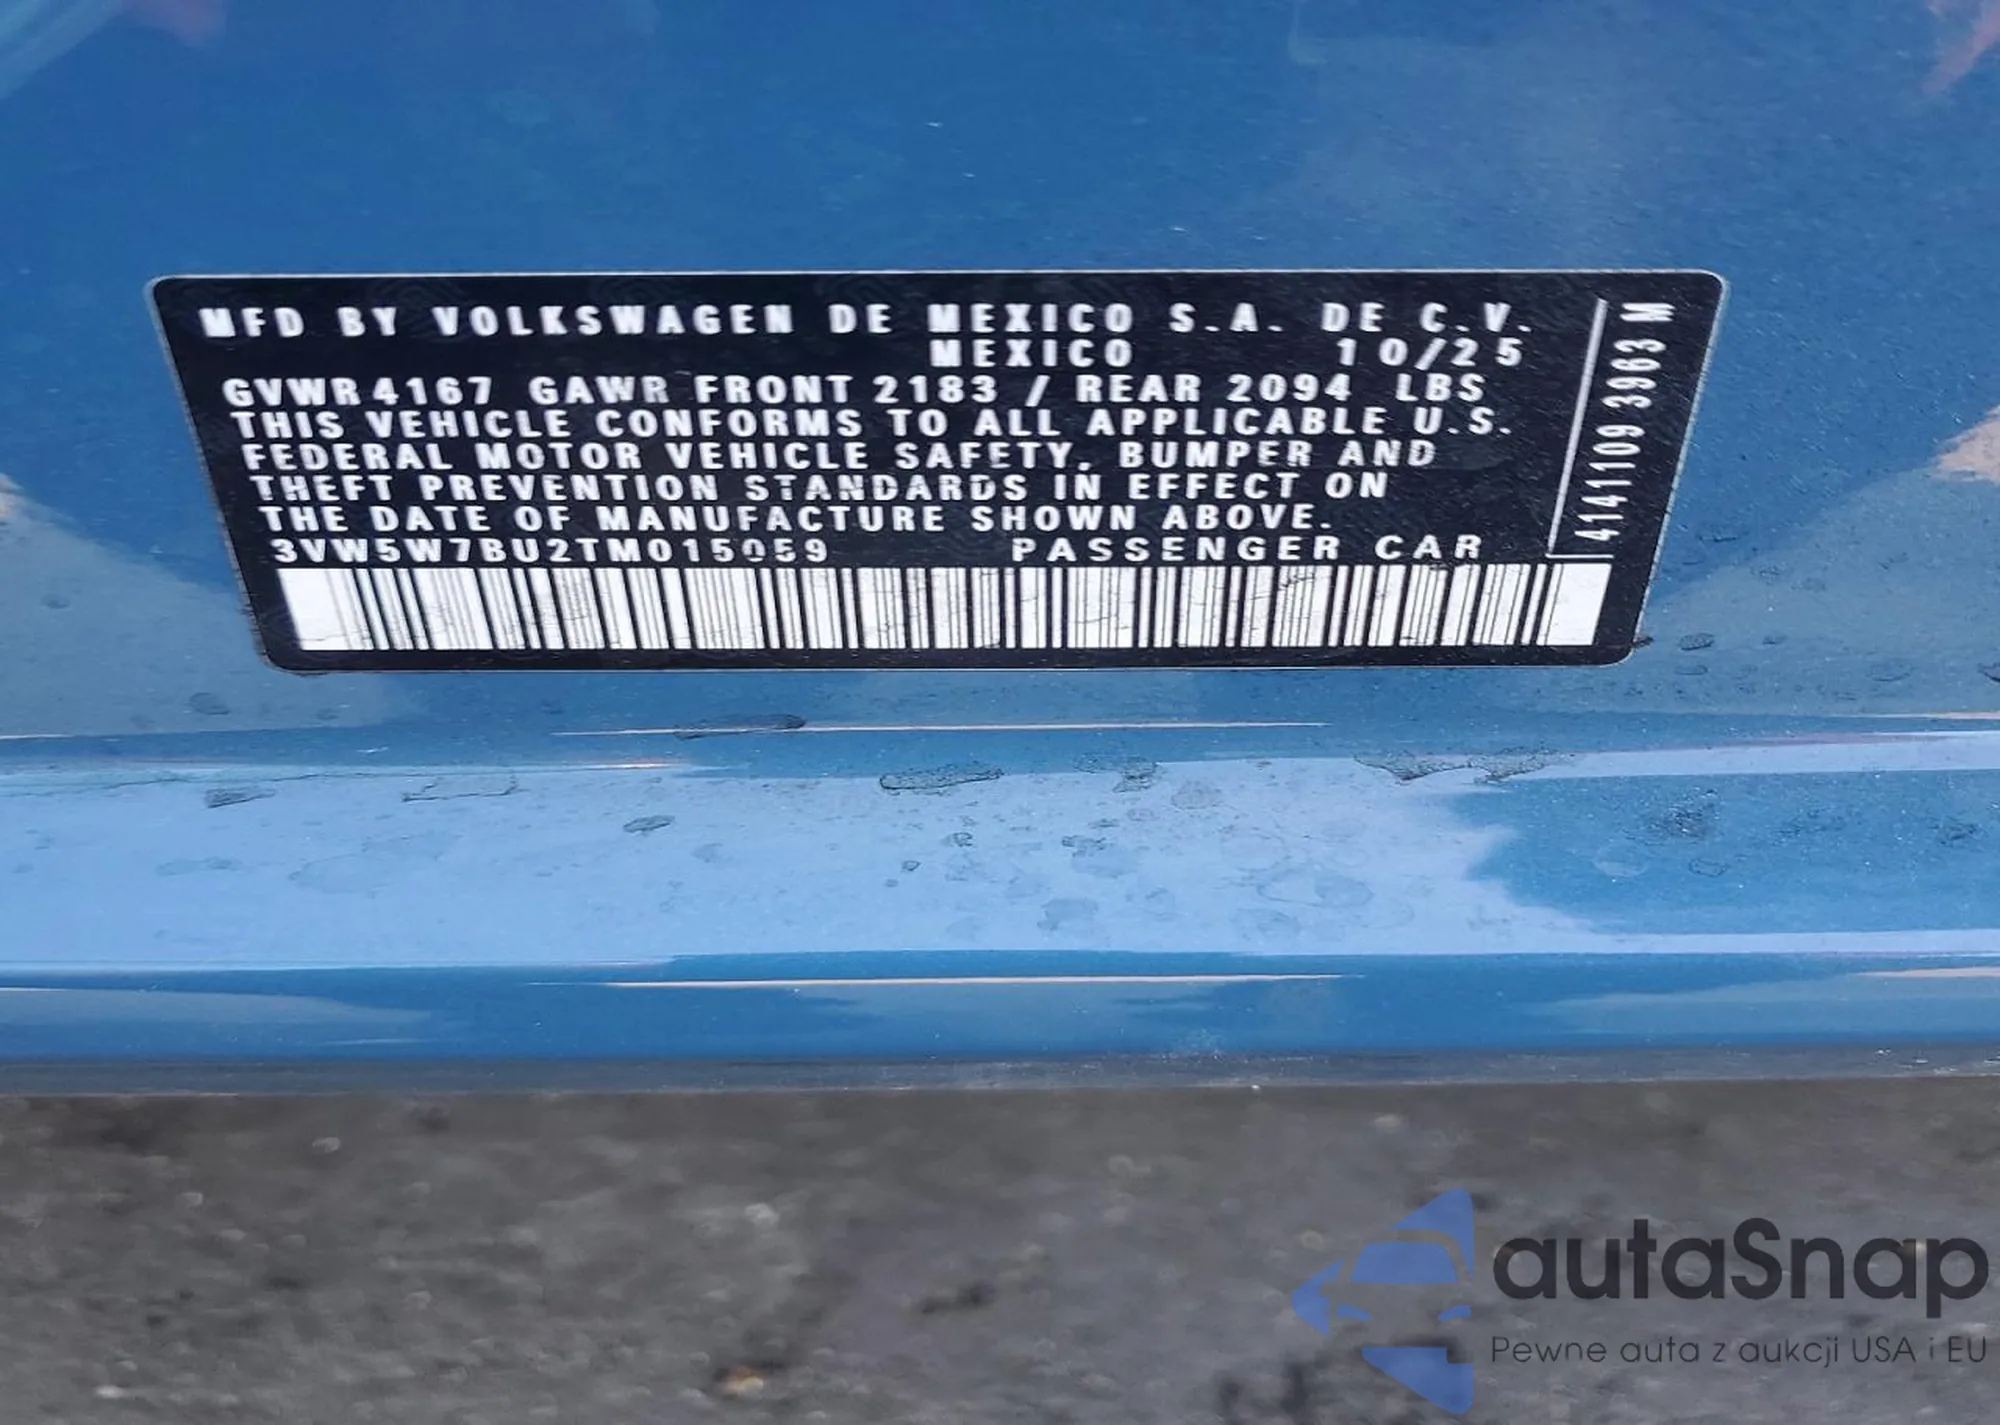 MFD BY VOLKSWAGEN DE MEXICO S.A. DE C.V.
MEXICO 10/25
GVWR 4167 GAWR FRONT 2183 / REAR 2094 LBS
THIS VEHICLE CONFORMS TO ALL APPLICABLE U.S.
FEDERAL MOTOR VEHICLE SAFETY, BUMPER AND
THEFT PREVENTION STANDARDS IN EFFECT ON
THE DATE OF MANUFACTURE SHOWN ABOVE.
3VW5W7BU2TM015059 PASSENGER CAR
4141109 3963 M
autaSnap
Pewne auta z aukcji USA i EU